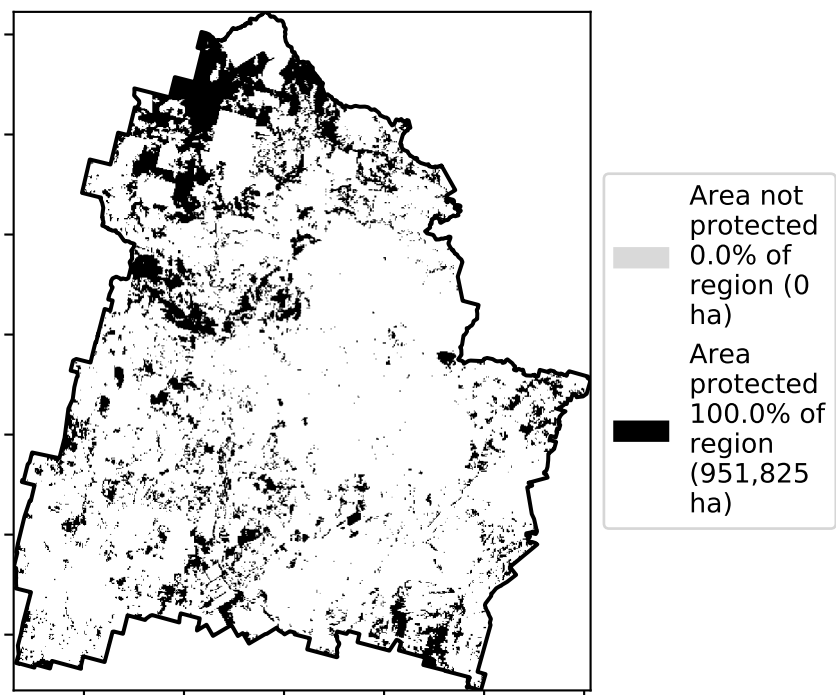 Area not
protected
0.0% of
region (0
ha)
Area
protected
100.0% of
region
(951,825
ha)